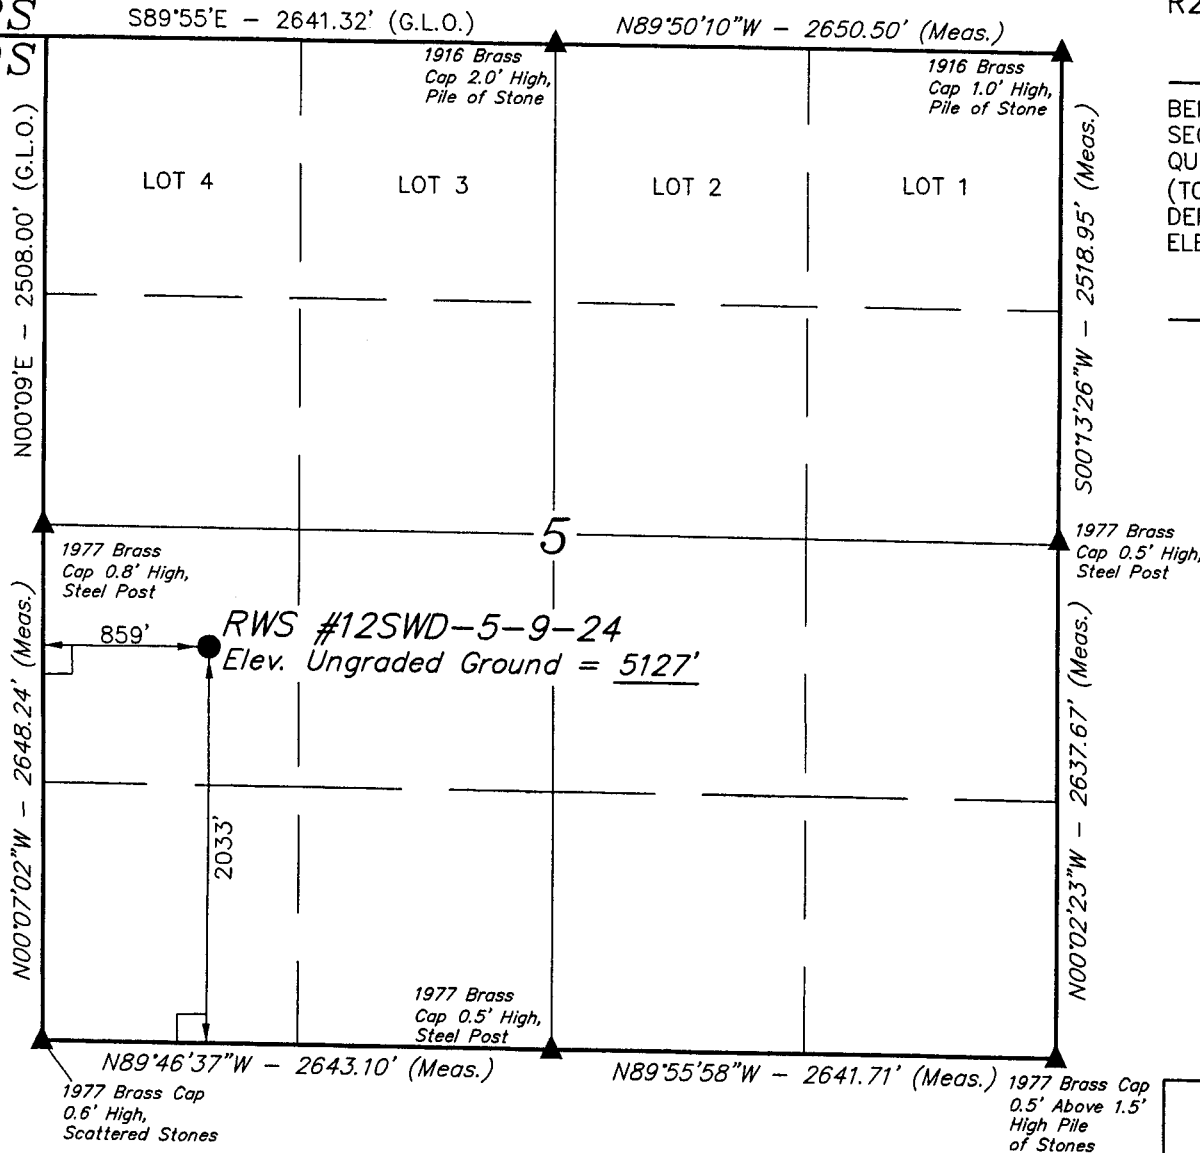 S89°55'E - 2641.32' (G.L.O.)
N89°50'10"W - 2650.50' (Meas.)
1916 Brass
Cap 2.0' High,
Pile of Stone
1916 Brass
Cap 1.0' High,
Pile of Stone
N00°09'E - 2508.00' (G.L.O.)
LOT 4
LOT 3
LOT 2
LOT 1
S00°13'26"W - 2518.95' (Meas.)
5
1977 Brass
Cap 0.8' High,
Steel Post
1977 Brass
Cap 0.5' High,
Steel Post
859'
RWS #12SWD-5-9-24
Elev. Ungraded Ground = 5127'
N00°07'02"W - 2648.24' (Meas.)
2033'
N00°02'23"W - 2637.67' (Meas.)
1977 Brass
Cap 0.5' High,
Steel Post
N89°46'37"W - 2643.10' (Meas.)
N89°55'58"W - 2641.71' (Meas.)
1977 Brass Cap
0.6' High,
Scattered Stones
1977 Brass Cap
0.5' Above 1.5'
High Pile
of Stones